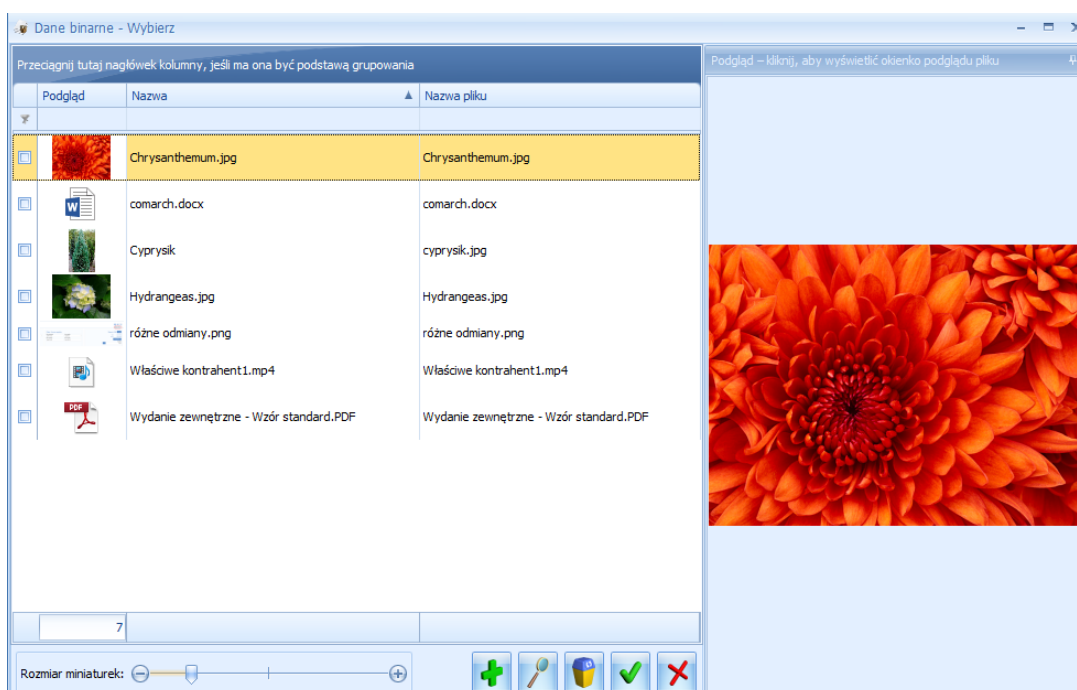 Dane binarne - Wybierz
Przeciągnij tutaj nagłówek kolumny, jeśli ma ona być podstawą grupowania
Podgląd – kliknij, aby wyświetlić okienko podglądu pliku
Podgląd Nazwa Nazwa pliku
Chrysanthemum.jpg Chrysanthemum.jpg
W comarch.docx comarch.docx
Cyprysik cyprysik.jpg
Hydrangeas.jpg Hydrangeas.jpg
różne odmiany.png różne odmiany.png
Właściwe kontrahent1.mp4 Właściwe kontrahent1.mp4
PDF Wydanie zewnętrzne - Wzór standard.PDF Wydanie zewnętrzne - Wzór standard.PDF
7
Rozmiar miniaturek: